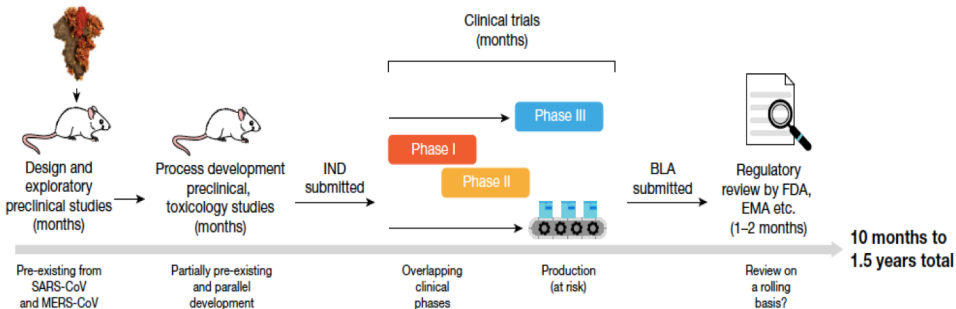 Clinical trials
(months)
Phase III
Phase I
Phase II
Design and
exploratory
preclinical studies
(months)
Process development
preclinical,
toxicology studies
(months)
IND
submitted
BLA
submitted
Regulatory
review by FDA,
EMA etc.
(1–2 months)
10 months to
1.5 years total
Pre-existing from
SARS-CoV
and MERS-CoV
Partially pre-existing
and parallel
development
Overlapping
clinical
phases
Production
(at risk)
Review on
a rolling
basis?